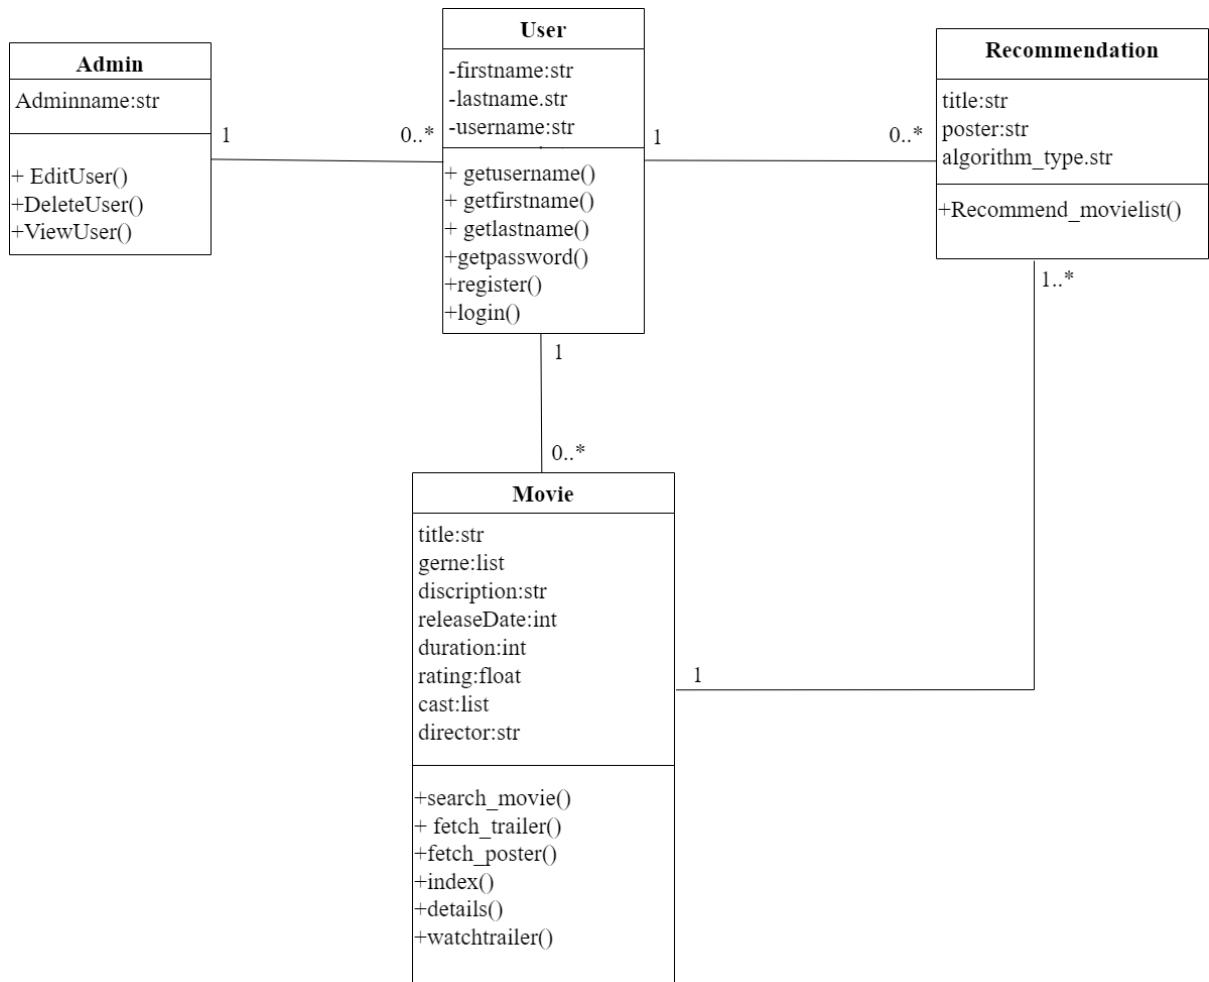 Admin
Adminname:str
+ EditUser()
+DeleteUser()
+ViewUser()
1
0..*
User
-firstname:str
-lastname.str
-username:str
+ getusername()
+ getfirstname()
+ getlastname()
+getpassword()
+register()
+login()
1
0..*
Recommendation
title:str
poster:str
algorithm_type.str
+Recommend_movielist()
1..*
1
0..*
Movie
title:str
gerne:list
discription:str
releaseDate:int
duration:int
rating:float
cast:list
director:str
1
+search_movie()
+ fetch_trailer()
+fetch_poster()
+index()
+details()
+watchtrailer()